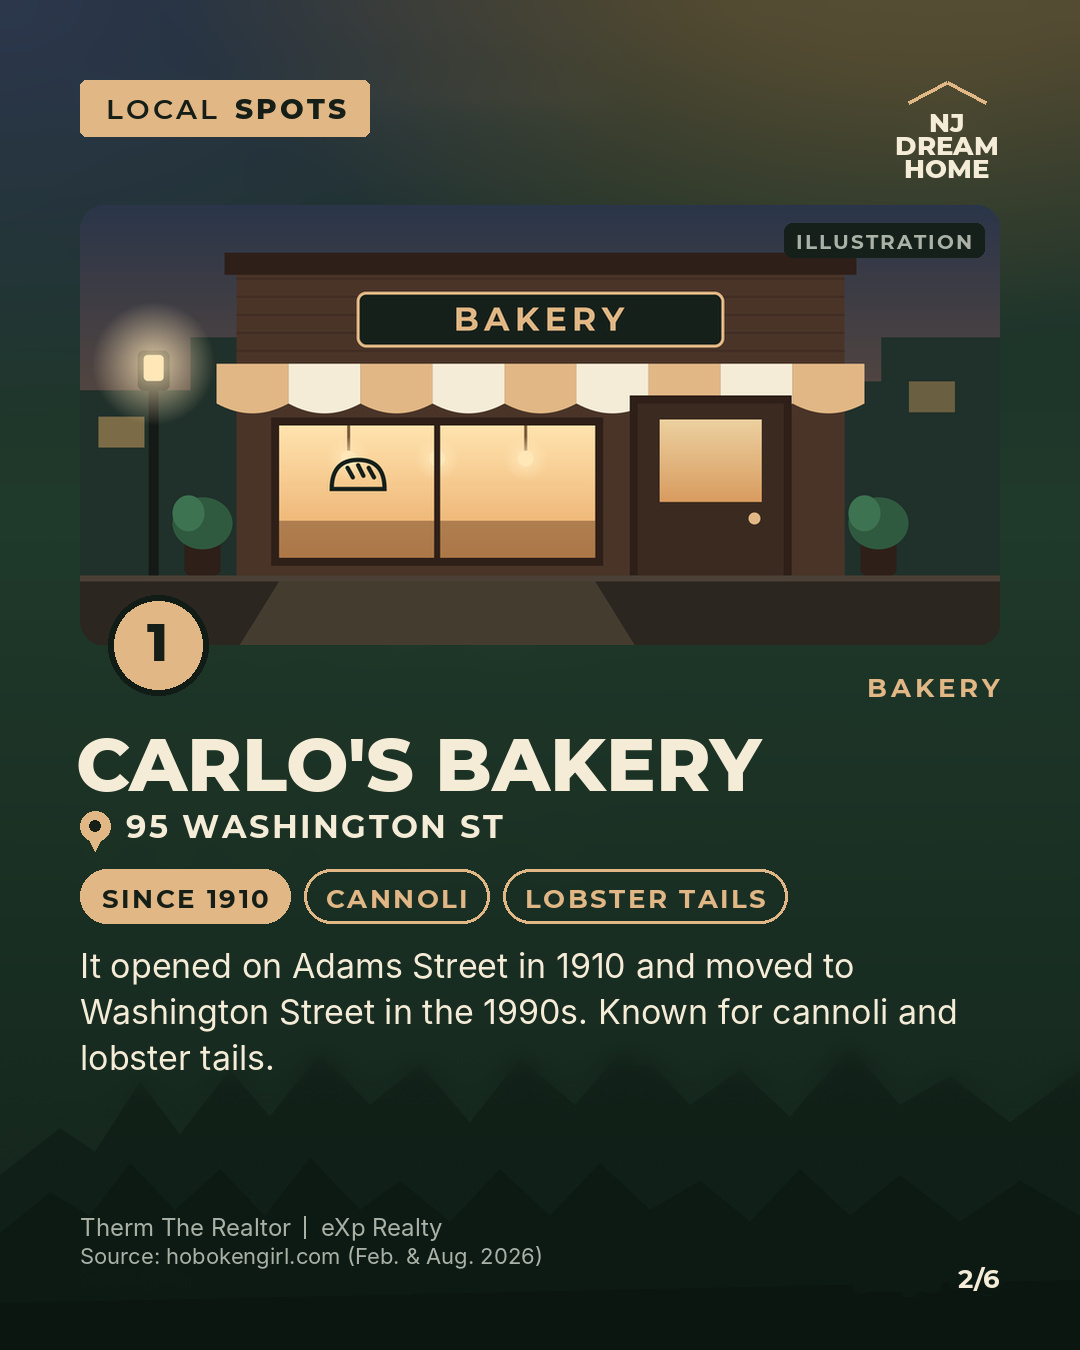 LOCAL SPOTS
NJ
DREAM
HOME
ILLUSTRATION
BAKERY
1
BAKERY
CARLO'S BAKERY
95 WASHINGTON ST
SINCE 1910 CANNOLI LOBSTER TAILS
It opened on Adams Street in 1910 and moved to
Washington Street in the 1990s. Known for cannoli and
lobster tails.
Therm The Realtor | eXp Realty
Source: hobokengirl.com (Feb. & Aug. 2026)
2/6